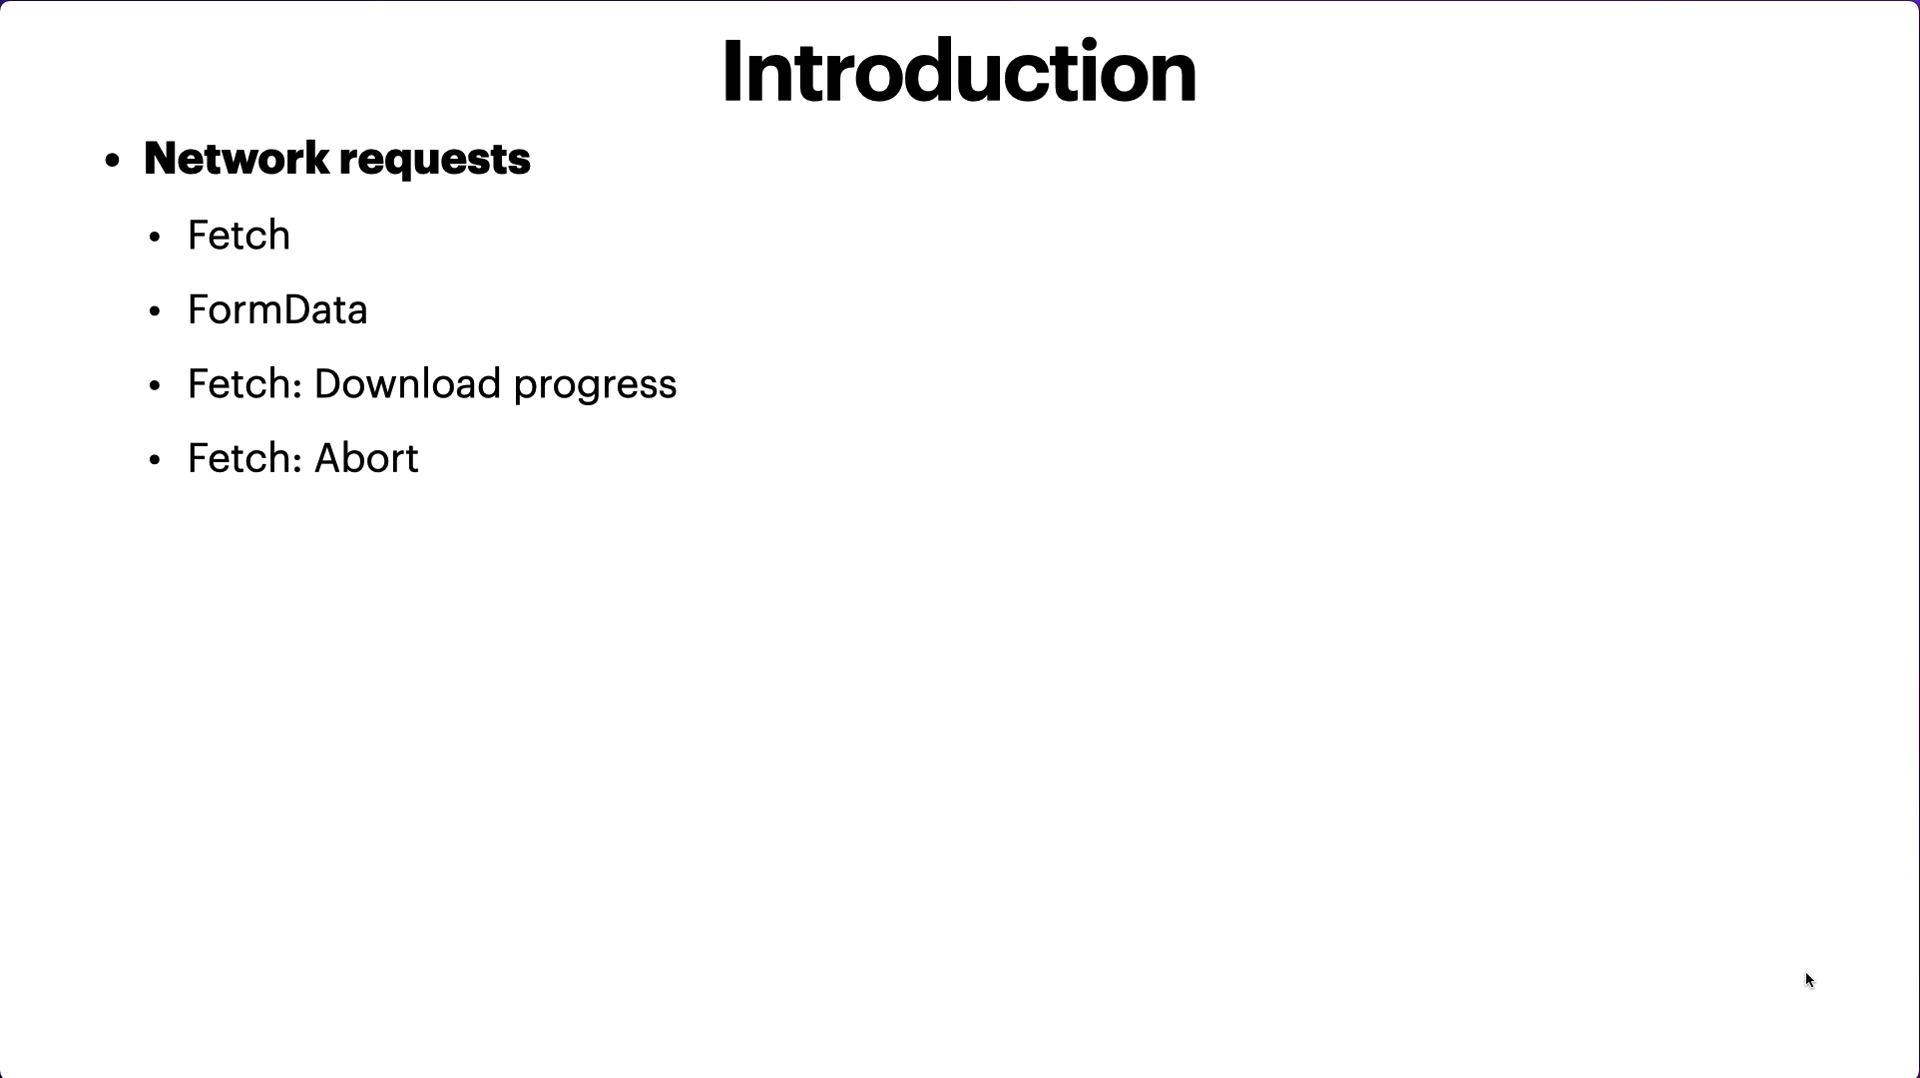 Introduction
• Network requests
• Fetch
• FormData
• Fetch: Download progress
• Fetch: Abort